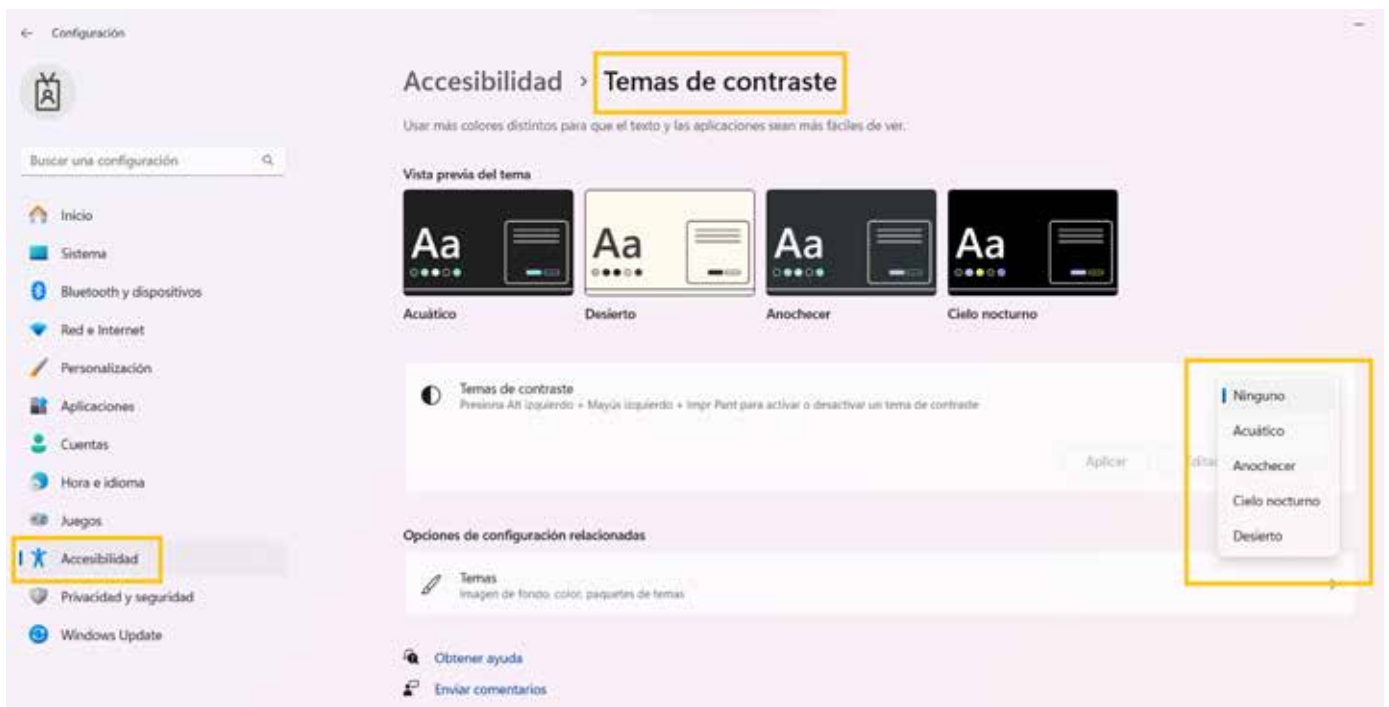 Configuración
Accesibilidad > Temas de contraste
Usar más colores distintos para que el texto y las aplicaciones sean más fáciles de ver.
Buscar una configuración
Inicio
Sistema
Bluetooth y dispositivos
Red e Internet
Personalización
Aplicaciones
Cuentas
Hora e idioma
Juegos
Accesibilidad
Privacidad y seguridad
Windows Update
Vista previa del tema
Aa
Aa
Aa
Aa
Acuático
Desierto
Anochecer
Cielo nocturno
Temas de contraste
Presiona Alt izquierdo + Mayús izquierdo + Impr Pant para activar o desactivar un tema de contraste
Aplicar
Ninguno
Acuático
Anochecer
Cielo nocturno
Desierto
Opciones de configuración relacionadas
Temas
Imagen de fondo, color, paquetes de temas
Obtener ayuda
Enviar comentarios